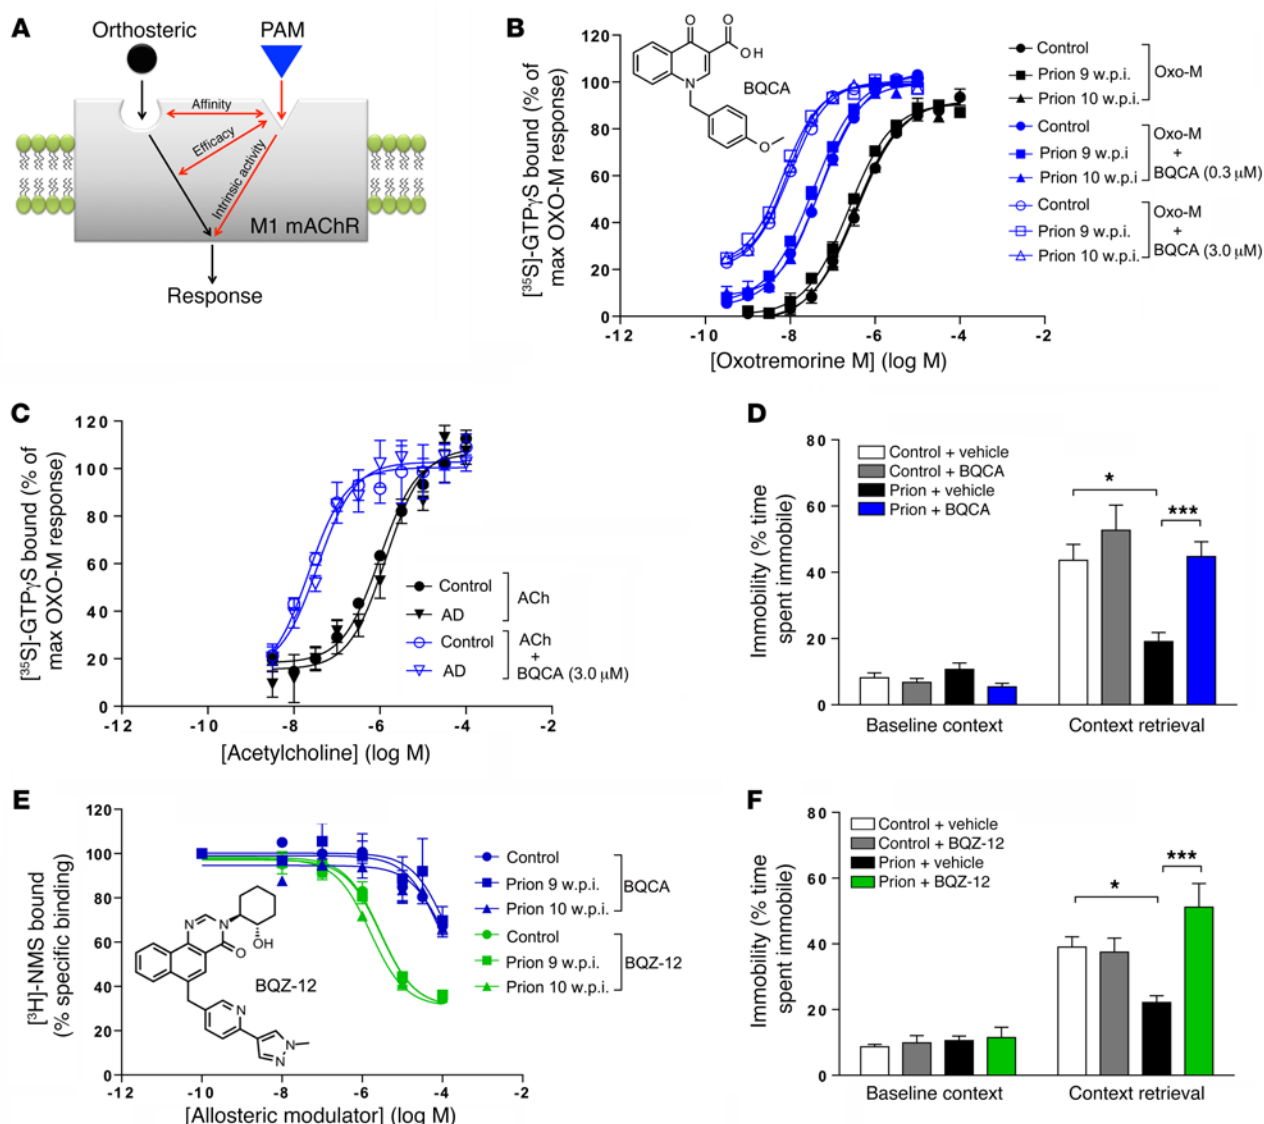 A
Orthosteric
PAM
Affinity
Efficacy
Intrinsic activity
M1 mAChR
Response
B
[³⁵S]-GTPγS bound (% of
max OXO-M response)
120
100
80
60
40
20
0
-12
-10
-8
-6
-4
-2
[Oxotremorine M] (log M)
O
O
OH
N
BQCA
O
Control
Prion 9 w.p.i.
Prion 10 w.p.i.
Oxo-M
Control
Prion 9 w.p.i
Prion 10 w.p.i
Oxo-M
+
BQCA (0.3 μM)
Control
Prion 9 w.p.i.
Prion 10 w.p.i.
Oxo-M
+
BQCA (3.0 μM)
C
[³⁵S]-GTPγS bound (% of
max OXO-M response)
120
100
80
60
40
20
0
-12
-10
-8
-6
-4
-2
[Acetylcholine] (log M)
Control
AD
ACh
Control
AD
ACh
+
BQCA (3.0 μM)
D
Immobility (% time
spent immobile)
80
60
40
20
0
Control + vehicle
Control + BQCA
Prion + vehicle
Prion + BQCA
*
***
Baseline context
Context retrieval
E
[³H]-NMS bound
(% specific binding)
120
100
80
60
40
20
0
-12
-10
-8
-6
-4
-2
[Allosteric modulator] (log M)
N
N
O
OH
BQZ-12
N
N
N
Control
Prion 9 w.p.i.
Prion 10 w.p.i.
BQCA
Control
Prion 9 w.p.i.
Prion 10 w.p.i.
BQZ-12
F
Immobility (% time
spent immobile)
80
60
40
20
0
Control + vehicle
Control + BQZ-12
Prion + vehicle
Prion + BQZ-12
*
***
Baseline context
Context retrieval